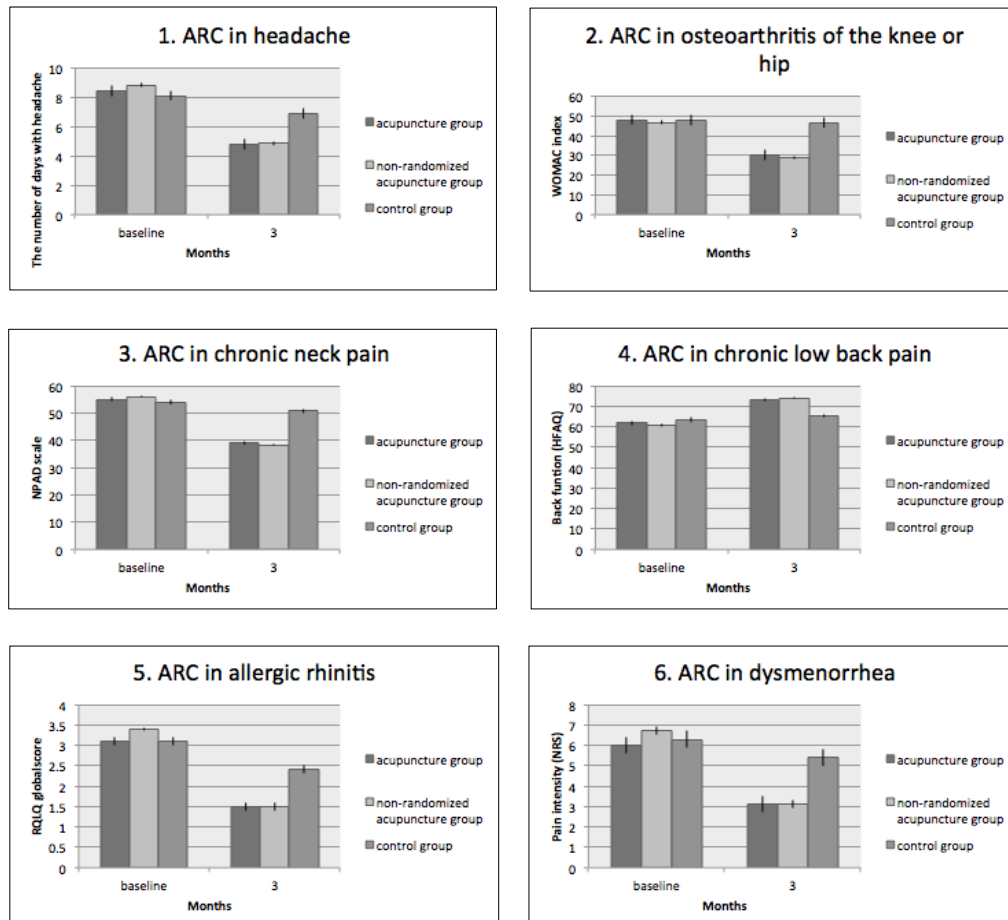 1. ARC in headache
The number of days with headache
10
8
6
4
2
0
baseline
3
Months
acupuncture group
non-randomized
acupuncture group
control group
2. ARC in osteoarthritis of the knee or
hip
WOMAC index
60
50
40
30
20
10
0
baseline
3
Months
acupuncture group
non-randomized
acupuncture group
control group
3. ARC in chronic neck pain
NPAD scale
60
50
40
30
20
10
0
baseline
3
Months
acupuncture group
non-randomized
acupuncture group
control group
4. ARC in chronic low back pain
Back funtion (HFAQ)
80
70
60
50
40
30
20
10
0
baseline
3
Months
acupuncture group
non-randomized
acupuncture group
control group
5. ARC in allergic rhinitis
RQLQ globalscore
4
3.5
3
2.5
2
1.5
1
0.5
0
baseline
3
Months
acupuncture group
non-randomized
acupuncture group
control group
6. ARC in dysmenorrhea
Pain intensity (NRS)
8
7
6
5
4
3
2
1
0
baseline
3
Months
acupuncture group
non-randomized
acupuncture group
control group